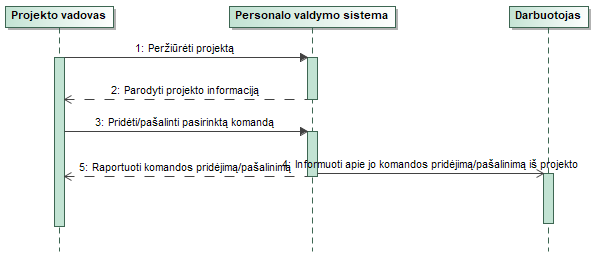 Projekto vadovas
Personalo valdymo sistema
Darbuotojas
1: Peržiūrėti projektą
2: Parodyti projekto informaciją
3: Pridėti/pašalinti pasirinktą komandą
4: Informuoti apie jo komandos pridėjimą/pašalinimą iš projekto
5: Raportuoti komandos pridėjimą/pašalinimą